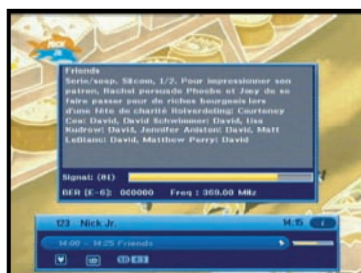 NICK
JR
Friends
Serie/soap, Sitcom, 1/2. Pour impressionner son
patron, Rachel persuade Phoebe et Joey de se
faire passer pour de riches bourgeois lors
d'une fête de charité Rolverdeling: Courteney
Cox: David, David Schwimmer: David, Lisa
Kudrow: David, Jennifer Aniston: David, Matt
LeBlanc: David, Matthew Perry: David
Signal: (81)
BER (E-6): 000000 Freq : 369.00 MHz
123 - Nick Jr. 14:15 i
14:00 - 14:25 Friends